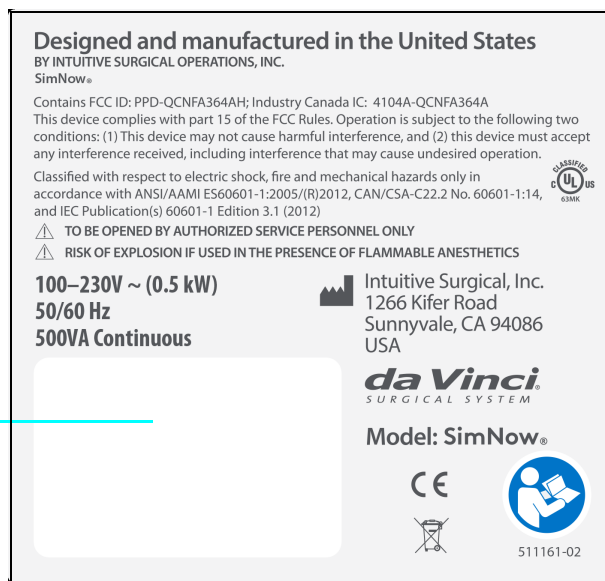 Designed and manufactured in the United States
BY INTUITIVE SURGICAL OPERATIONS, INC.
SimNow®
Contains FCC ID: PPD-QCNFA364AH; Industry Canada IC: 4104A-QCNFA364A
This device complies with part 15 of the FCC Rules. Operation is subject to the following two
conditions: (1) This device may not cause harmful interference, and (2) this device must accept
any interference received, including interference that may cause undesired operation.
Classified with respect to electric shock, fire and mechanical hazards only in
accordance with ANSI/AAMI ES60601-1:2005/(R)2012, CAN/CSA-C22.2 No. 60601-1:14,
and IEC Publication(s) 60601-1 Edition 3.1 (2012)
CLASSIFIED
C UL US
63MK
TO BE OPENED BY AUTHORIZED SERVICE PERSONNEL ONLY
RISK OF EXPLOSION IF USED IN THE PRESENCE OF FLAMMABLE ANESTHETICS
100–230V ~ (0.5 kW)
50/60 Hz
500VA Continuous
Intuitive Surgical, Inc.
1266 Kifer Road
Sunnyvale, CA 94086
USA
da Vinci®
SURGICAL SYSTEM
Model: SimNow®
CE
511161-02